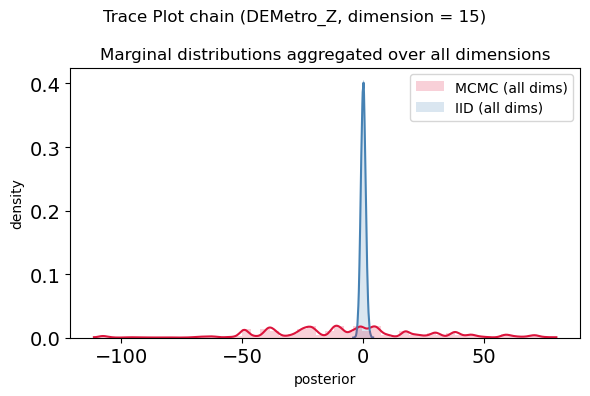 Trace Plot chain (DEMetro_Z, dimension = 15)
Marginal distributions aggregated over all dimensions
MCMC (all dims)
IID (all dims)
density
0.4
0.3
0.2
0.1
0.0
−100
−50
0
50
posterior